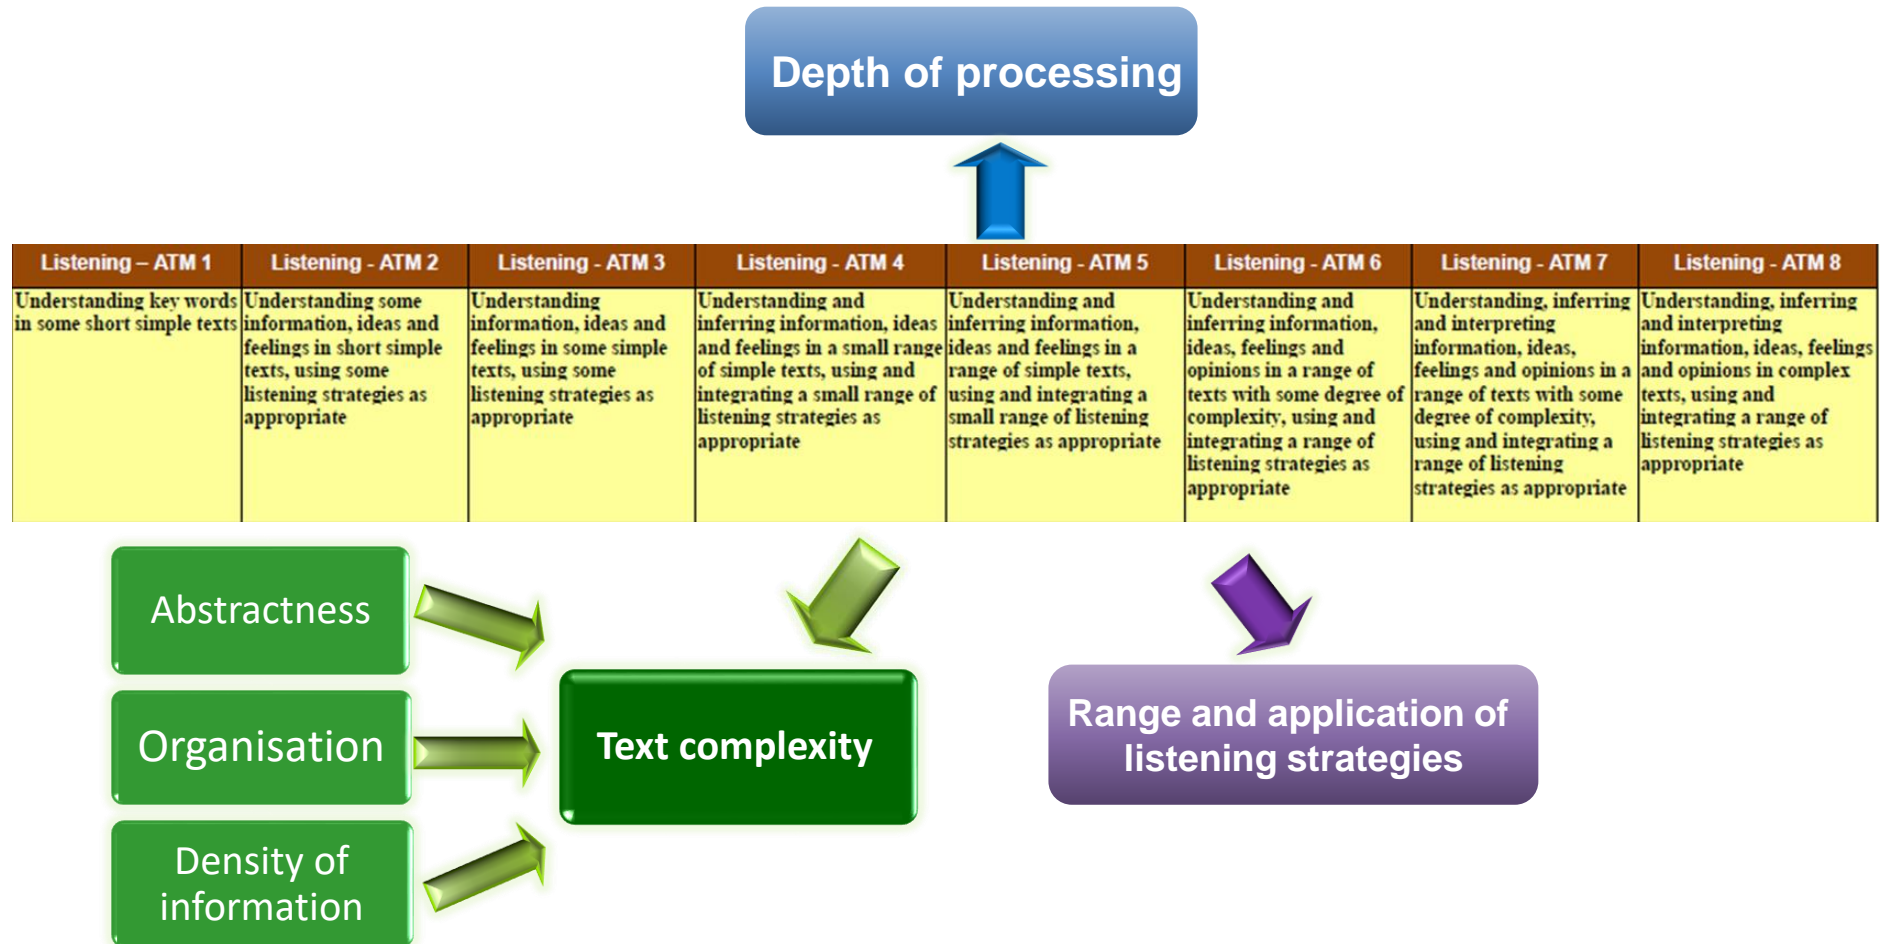 Depth of processing
Listening – ATM 1
Understanding key words
in some short simple texts
Listening - ATM 2
Understanding some
information, ideas and
feelings in short simple
texts, using some
listening strategies as
appropriate
Listening - ATM 3
Understanding
information, ideas and
feelings in some simple
texts, using some
listening strategies as
appropriate
Listening - ATM 4
Understanding and
inferring information, ideas
and feelings in a small range
of simple texts, using and
integrating a small range of
listening strategies as
appropriate
Listening - ATM 5
Understanding and
inferring information,
ideas and feelings in a
range of simple texts,
using and integrating a
small range of listening
strategies as appropriate
Listening - ATM 6
Understanding and
inferring information,
ideas, feelings and
opinions in a range of
texts with some degree of
complexity, using and
integrating a range of
listening strategies as
appropriate
Listening - ATM 7
Understanding, inferring
and interpreting
information, ideas,
feelings and opinions in a
range of texts with some
degree of complexity,
using and integrating a
range of listening
strategies as appropriate
Listening - ATM 8
Understanding, inferring
and interpreting
information, ideas, feelings
and opinions in complex
texts, using and
integrating a range of
listening strategies as
appropriate
Abstractness
Organisation
Density of
information
Text complexity
Range and application of
listening strategies